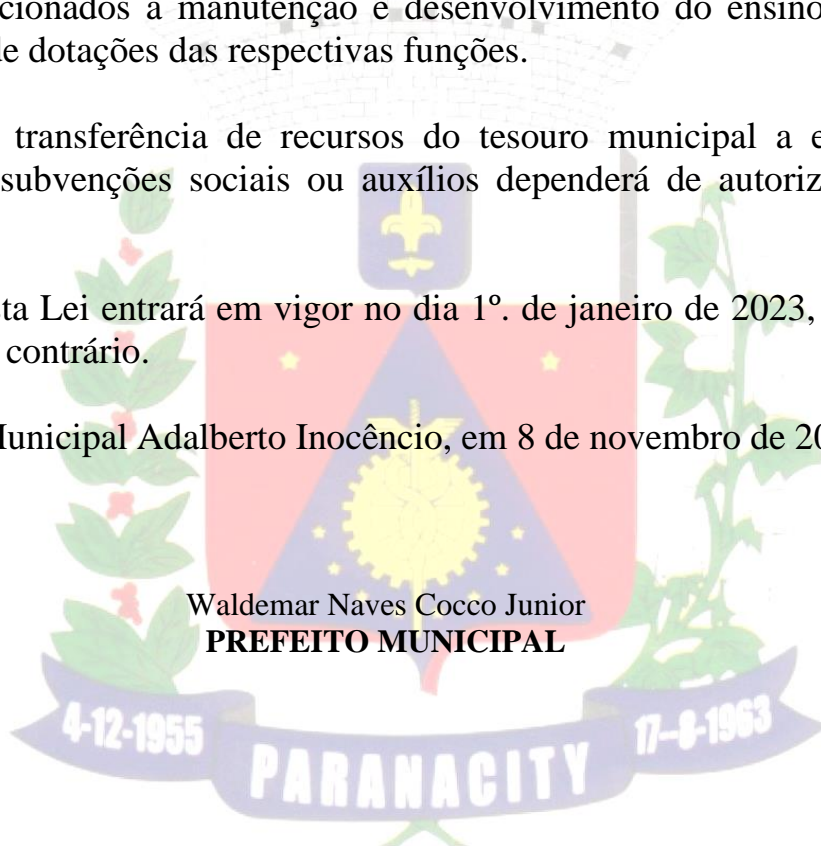 cionados à manutenção e desenvolvimento do ensino
de dotações das respectivas funções.
transferência de recursos do tesouro municipal a e
subvenções sociais ou auxílios dependerá de autoriz
sta Lei entrará em vigor no dia 1º. de janeiro de 2023,
contrário.
Municipal Adalberto Inocêncio, em 8 de novembro de 20
Waldemar Naves Cocco Junior
PREFEITO MUNICIPAL
4-12-1955
PARANACITY
17-8-1963